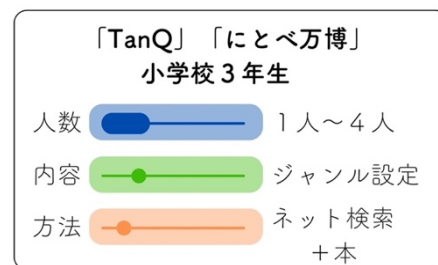 「TanQ」「にとべ万博」
小学校３年生
人数 １人～４人
内容 ジャンル設定
方法 ネット検索
＋本